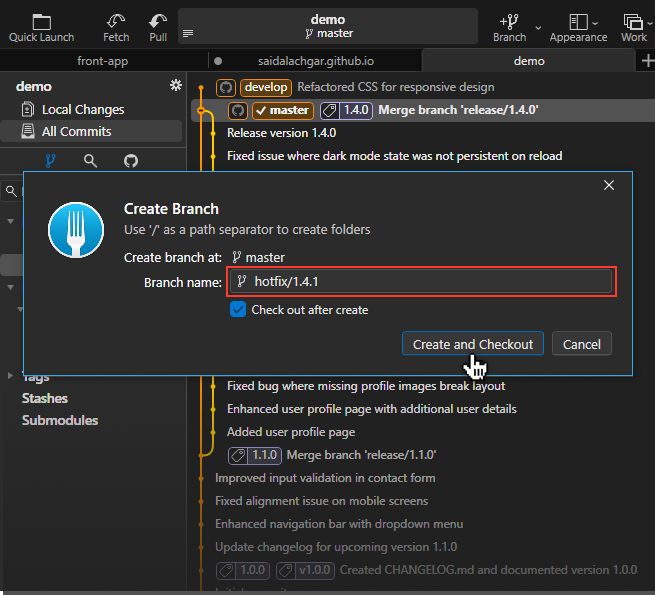 Quick Launch
Fetch
Pull
demo
master
Branch
Appearance
Work
front-app
saidalachgar.github.io
demo
demo
Local Changes
All Commits
develop Refactored CSS for responsive design
master 1.4.0 Merge branch 'release/1.4.0'
Release version 1.4.0
Fixed issue where dark mode state was not persistent on reload
Create Branch
Use '/' as a path separator to create folders
Create branch at: master
Branch name: hotfix/1.4.1
Check out after create
Create and Checkout
Cancel
Tags
Stashes
Submodules
Fixed bug where missing profile images break layout
Enhanced user profile page with additional user details
Added user profile page
1.1.0 Merge branch 'release/1.1.0'
Improved input validation in contact form
Fixed alignment issue on mobile screens
Enhanced navigation bar with dropdown menu
Update changelog for upcoming version 1.1.0
1.0.0 v1.0.0 Created CHANGELOG.md and documented version 1.0.0